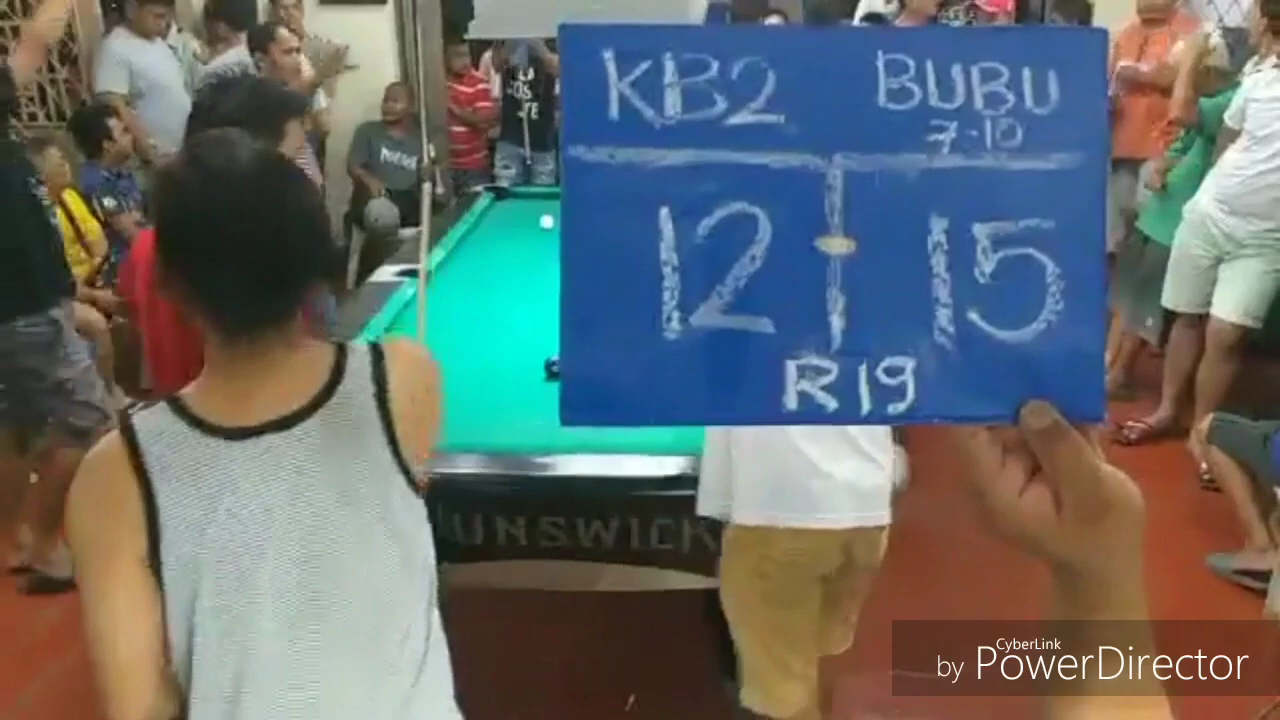 KB2 BUBU
7-10
12 15
R19
UNSWICK
CyberLink
by PowerDirector